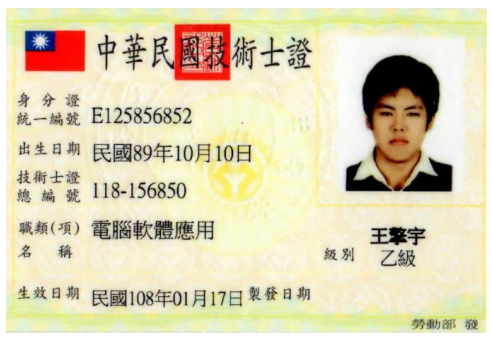 中華民國技術士證
身分證
統一編號 E125856852
出生日期 民國89年10月10日
技術士證
總編號 118-156850
職類(項) 電腦軟體應用
名稱
王擎宇
級別 乙級
生效日期 民國108年01月17日 製發日期
勞動部 發